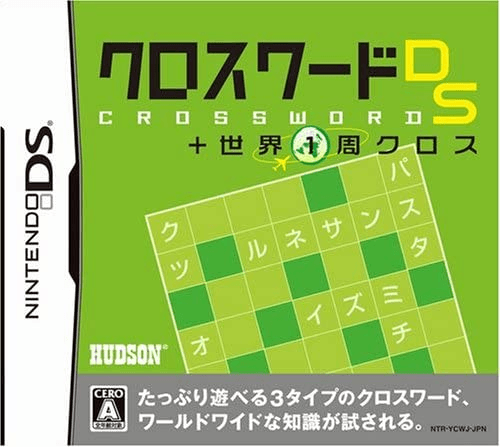 NINTENDO DS™
クロスワードDS
CROSSWORD
+世界1周クロス
パ
ク スタ
ツ ルネサンス
オ イズミ
チ
HUDSON®
CERO
A
全年齢対象
たっぷり遊べる3タイプのクロスワード、
ワールドワイドな知識が試される。
NTR-YCWJ-JPN